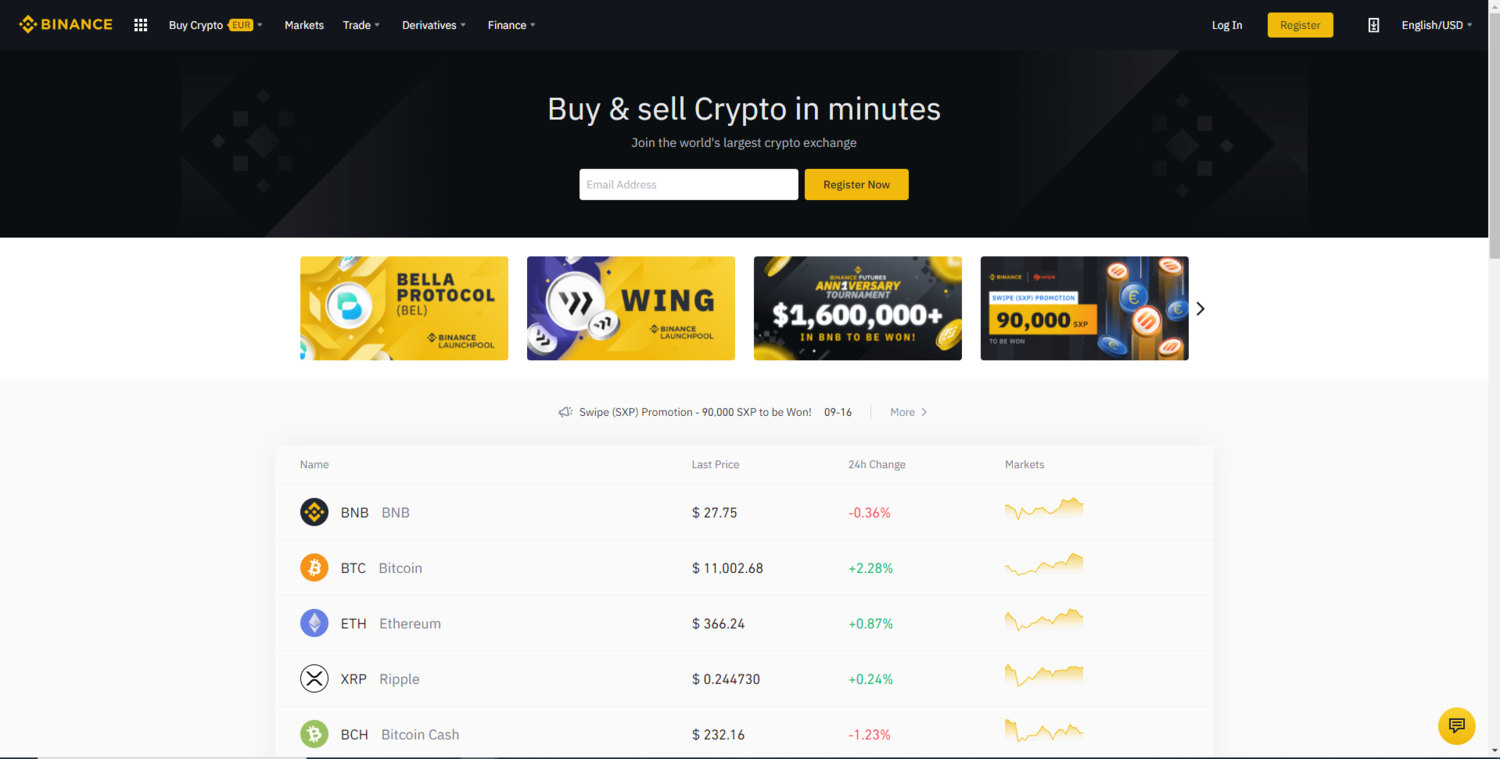 BINANCE
Buy Crypto EUR
Markets
Trade
Derivatives
Finance
Log In
Register
English/USD
Buy & sell Crypto in minutes
Join the world's largest crypto exchange
Email Address
Register Now
BELLA
PROTOCOL
(BEL)
BINANCE
LAUNCHPOOL
WING
BINANCE
LAUNCHPOOL
BINANCE FUTURES
ANN1VERSARY
TOURNAMENT
$1,600,000+
IN BNB TO BE WON!
BINANCE | Swipe
SWIPE (SXP) PROMOTION
90,000 SXP
TO BE WON
Swipe (SXP) Promotion - 90,000 SXP to be Won! 09-16
More
Name Last Price 24h Change Markets
BNB BNB $ 27.75 -0.36%
BTC Bitcoin $ 11,002.68 +2.28%
ETH Ethereum $ 366.24 +0.87%
XRP Ripple $ 0.244730 +0.24%
BCH Bitcoin Cash $ 232.16 -1.23%